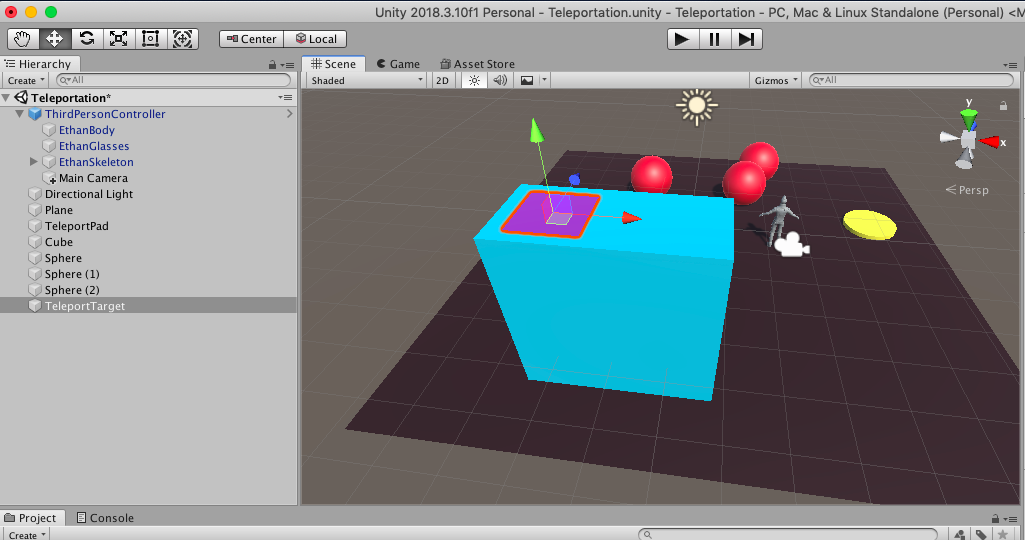 Unity 2018.3.10f1 Personal - Teleportation.unity - Teleportation - PC, Mac & Linux Standalone (Personal) <M
Center Local
Hierarchy
Create All
Teleportation*
ThirdPersonController
EthanBody
EthanGlasses
EthanSkeleton
Main Camera
Directional Light
Plane
TeleportPad
Cube
Sphere
Sphere (1)
Sphere (2)
TeleportTarget
Scene Game Asset Store
Shaded 2D Gizmos All
y
x
Persp
Project Console
Create